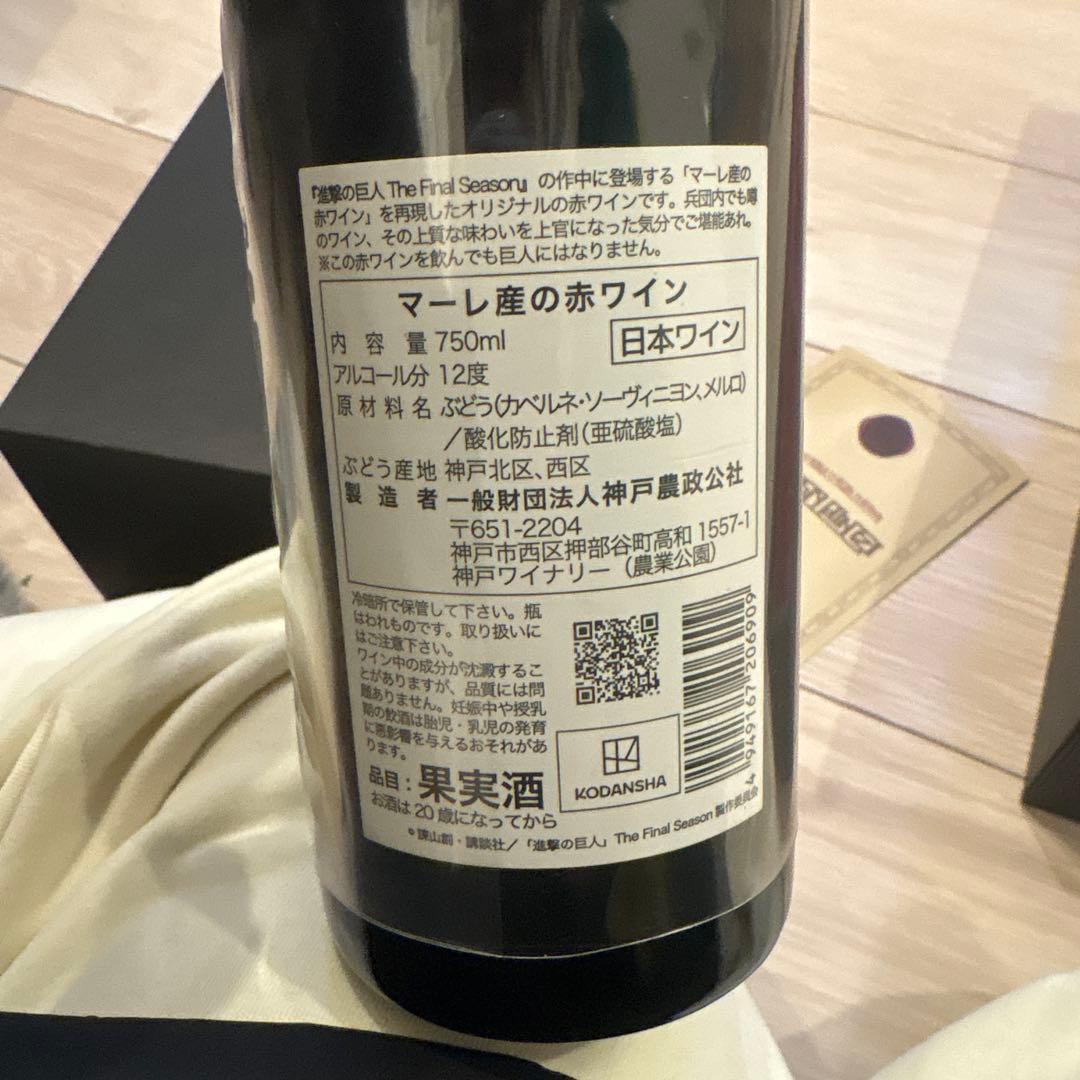 『進撃の巨人 The Final Season』の作中に登場する「マーレ産の
赤ワイン」を再現したオリジナルの赤ワインです。兵団内でも噂
のワイン、その上質な味わいを上官になった気分でご堪能あれ。
※この赤ワインを飲んでも巨人にはなりません。
マーレ産の赤ワイン
内容量 750ml
日本ワイン
アルコール分 12度
原材料名 ぶどう(カベルネ・ソーヴィニヨン、メルロ)
/酸化防止剤(亜硫酸塩)
ぶどう産地 神戸北区、西区
製造者 一般財団法人神戸農政公社
〒651-2204
神戸市西区押部谷町高和 1557-1
神戸ワイナリー(農業公園)
冷暗所で保管して下さい。瓶
はわれものです。取り扱いに
はご注意下さい。
ワイン中の成分が沈澱するこ
とがありますが、品質には問
題ありません。妊娠中や授乳
期の飲酒は胎児・乳児の発育
に悪影響を与えるおそれがあ
ります。
4 949167 206909
KODANSHA
品目：果実酒
お酒は20歳になってから
© 諫山創・講談社/「進撃の巨人」The Final Season 製作委員会